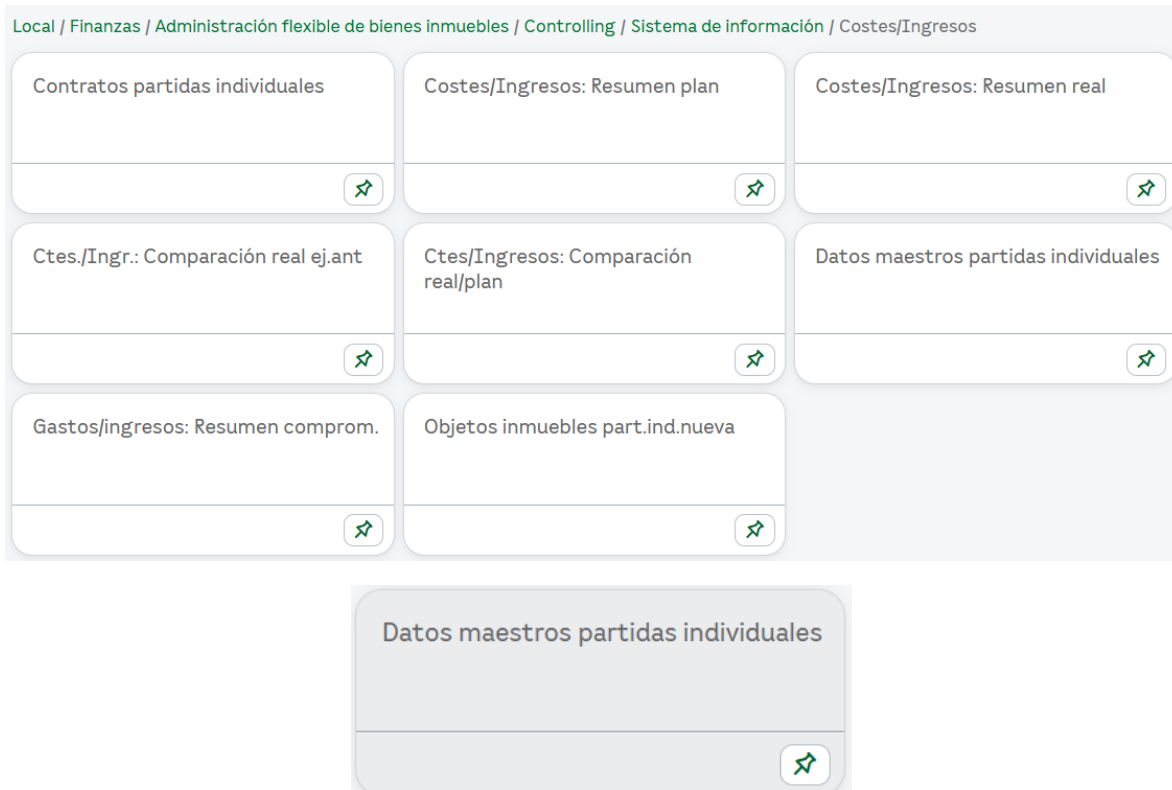 Local / Finanzas / Administración flexible de bienes inmuebles / Controlling / Sistema de información / Costes/Ingresos
Contratos partidas individuales
Costes/Ingresos: Resumen plan
Costes/Ingresos: Resumen real
Ctes./Ingr.: Comparación real ej.ant
Ctes/Ingresos: Comparación
real/plan
Datos maestros partidas individuales
Gastos/ingresos: Resumen comprom.
Objetos inmuebles part.ind.nueva
Datos maestros partidas individuales